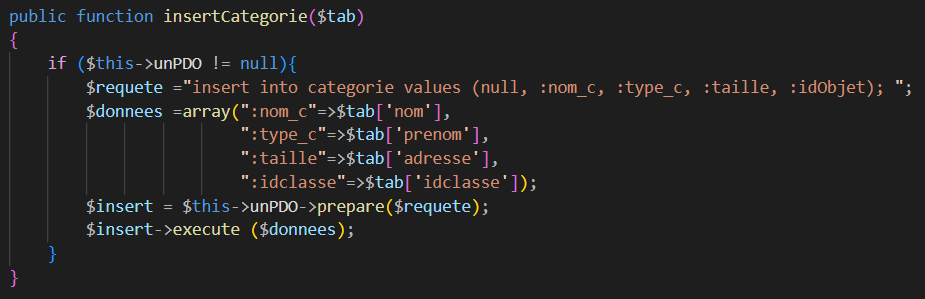 public function insertCategorie($tab)
{
    if ($this->unPDO != null){
        $requete ="insert into categorie values (null, :nom_c, :type_c, :taille, :idObjet); ";
        $donnees =array(":nom_c"=>$tab['nom'],
                        ":type_c"=>$tab['prenom'],
                        ":taille"=>$tab['adresse'],
                        ":idclasse"=>$tab['idclasse']);
        $insert = $this->unPDO->prepare($requete);
        $insert->execute ($donnees);
    }
}